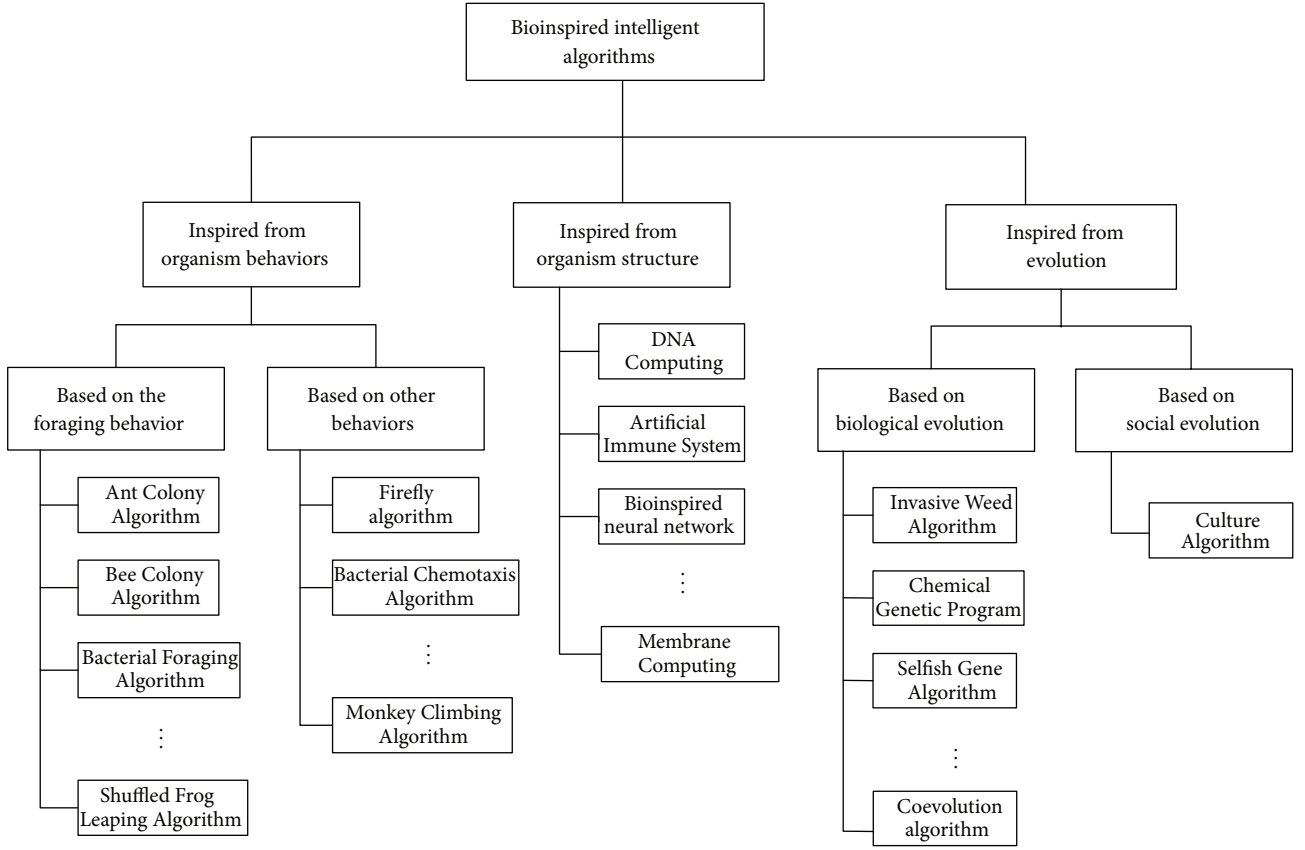 Bioinspired intelligent
algorithms
Inspired from
organism behaviors
Inspired from
organism structure
Inspired from
evolution
Based on the
foraging behavior
Based on other
behaviors
Based on
biological evolution
Based on
social evolution
Ant Colony
Algorithm
Bee Colony
Algorithm
Bacterial Foraging
Algorithm
⋮
Shuffled Frog
Leaping Algorithm
Firefly
algorithm
Bacterial Chemotaxis
Algorithm
⋮
Monkey Climbing
Algorithm
DNA
Computing
Artificial
Immune System
Bioinspired
neural network
⋮
Membrane
Computing
Invasive Weed
Algorithm
Chemical
Genetic Program
Selfish Gene
Algorithm
⋮
Coevolution
algorithm
Culture
Algorithm